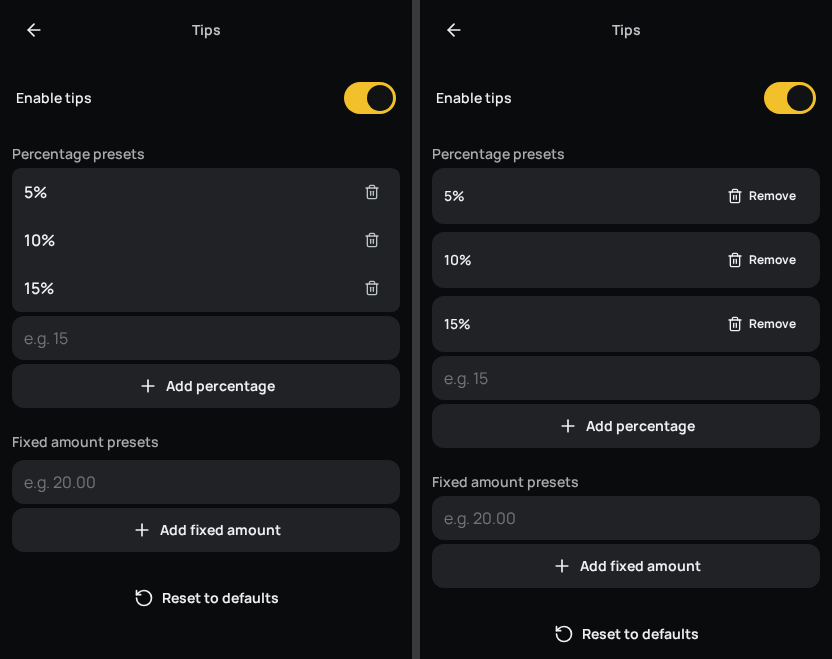 Tips
Enable tips
Percentage presets
5%
10%
15%
e.g. 15
Add percentage
Fixed amount presets
e.g. 20.00
Add fixed amount
Reset to defaults
Tips
Enable tips
Percentage presets
5% Remove
10% Remove
15% Remove
e.g. 15
Add percentage
Fixed amount presets
e.g. 20.00
Add fixed amount
Reset to defaults